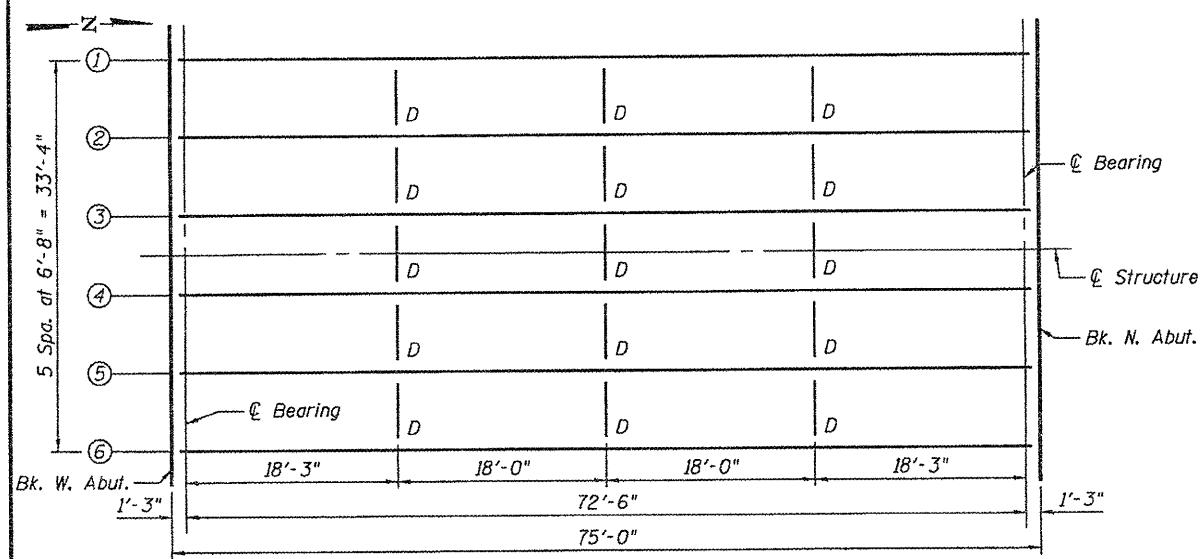 N
①
D D D
②
D D D
℄ Bearing
③
5 Spa. at 6'-8" = 33'-4"
D D D
℄ Structure
④
D D D
Bk. N. Abut.
⑤
℄ Bearing
D D D
⑥
18'-3" 18'-0" 18'-0" 18'-3"
Bk. W. Abut.
1'-3" 72'-6" 1'-3"
75'-0"